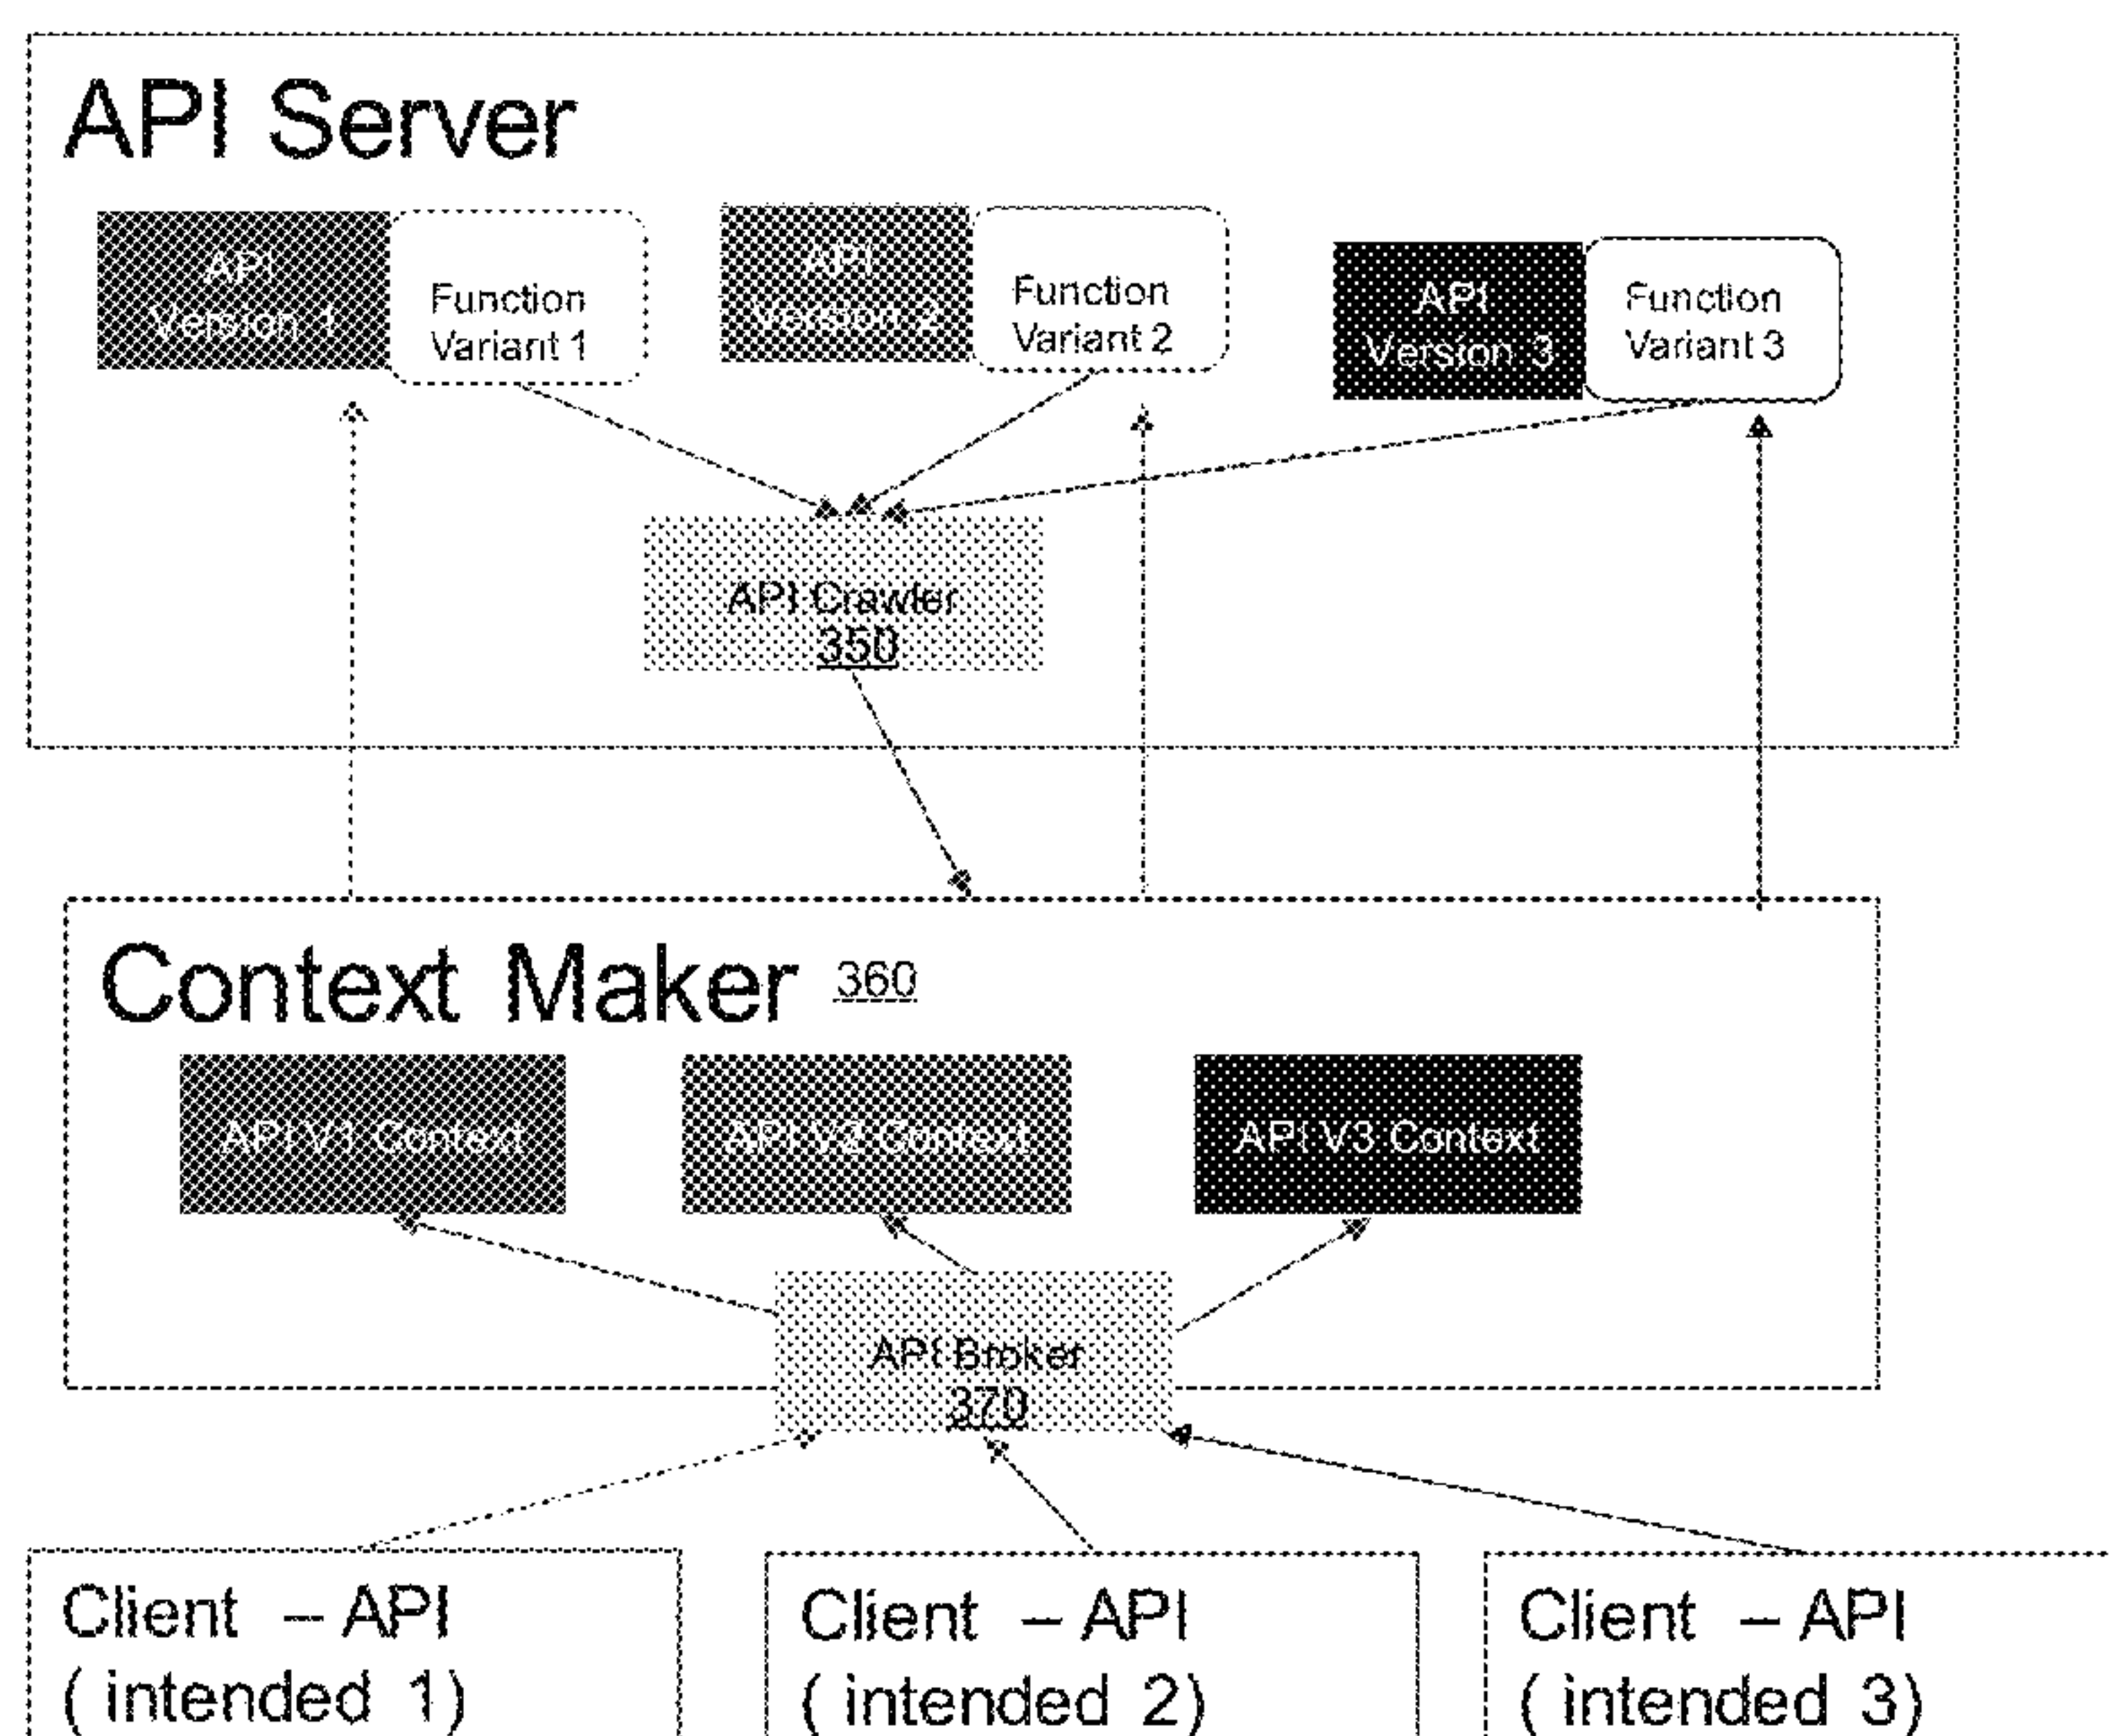 API Server
API
Version 1
Function
Variant 1
API
Version 2
Function
Variant 2
API
Version 3
Function
Variant 3
API Crawler
350
Context Maker 360
API V1 Context
API V2 Context
API V3 Context
API Broker
370
Client – API
( intended 1)
Client – API
( intended 2)
Client – API
( intended 3)